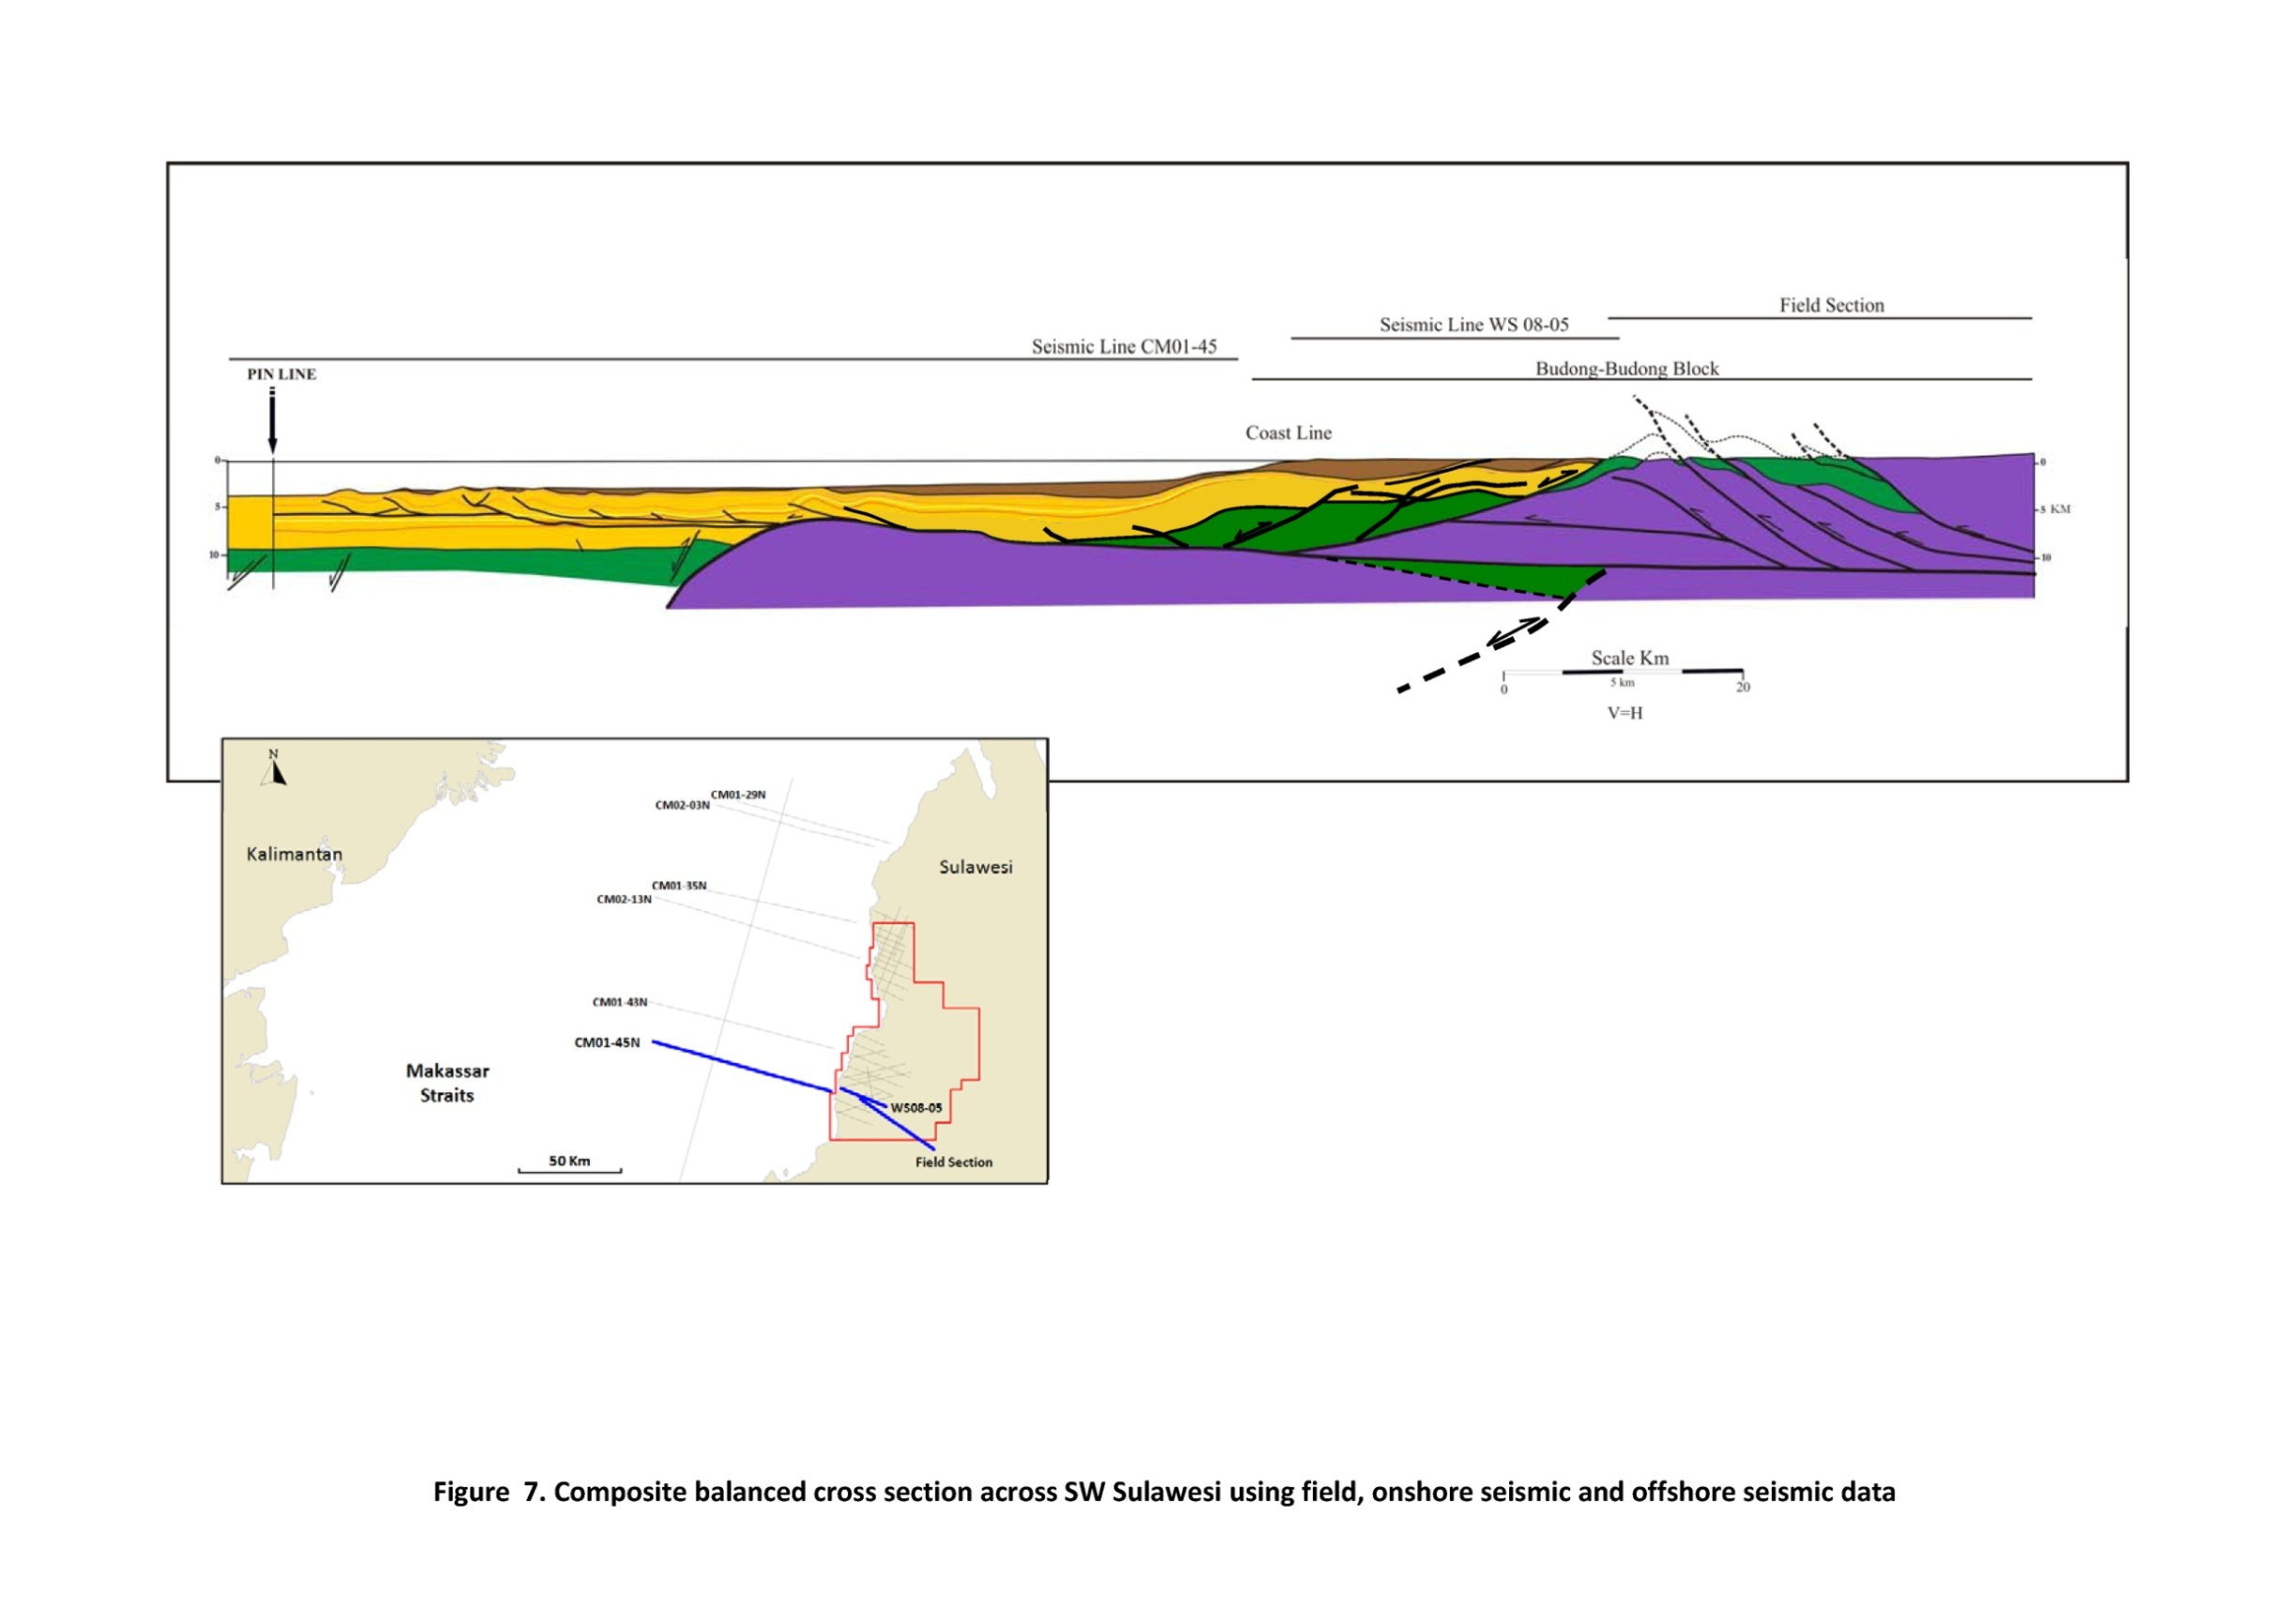 Field Section
Seismic Line WS 08-05
Seismic Line CM01-45
Budong-Budong Block
PIN LINE
Coast Line
0
0
5
5 KM
10
10
Scale Km
0
5 km
20
V=H
N
CM01-29N
CM02-03N
Kalimantan
Sulawesi
CM01-35N
CM02-13N
CM01-43N
CM01-45N
Makassar
Straits
WS08-05
50 Km
Field Section
Figure 7. Composite balanced cross section across SW Sulawesi using field, onshore seismic and offshore seismic data